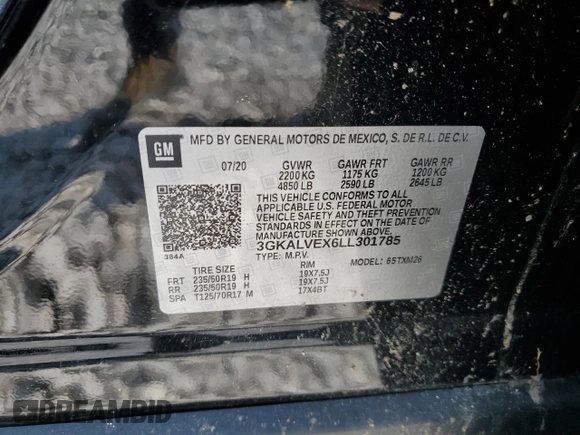 GM
MFD BY GENERAL MOTORS DE MEXICO, S. DE R.L. DE C.V.
07/20 GVWR GAWR FRT GAWR RR
2200 KG 1175 KG 1200 KG
4850 LB 2590 LB 2645 LB
THIS VEHICLE CONFORMS TO ALL
APPLICABLE U.S. FEDERAL MOTOR
VEHICLE SAFETY AND THEFT PREVENTION
STANDARDS IN EFFECT ON THE DATE OF
MANUFACTURE SHOWN ABOVE.
3GKALVEX6LL301785
384A
TYPE: M.P.V. MODEL: 65TXM26
TIRE SIZE RIM
FRT 235/50R19 H 19X7.5J
RR 235/50R19 H 19X7.5J
SPA T125/70R17 M 17X4BT
DREAMBID